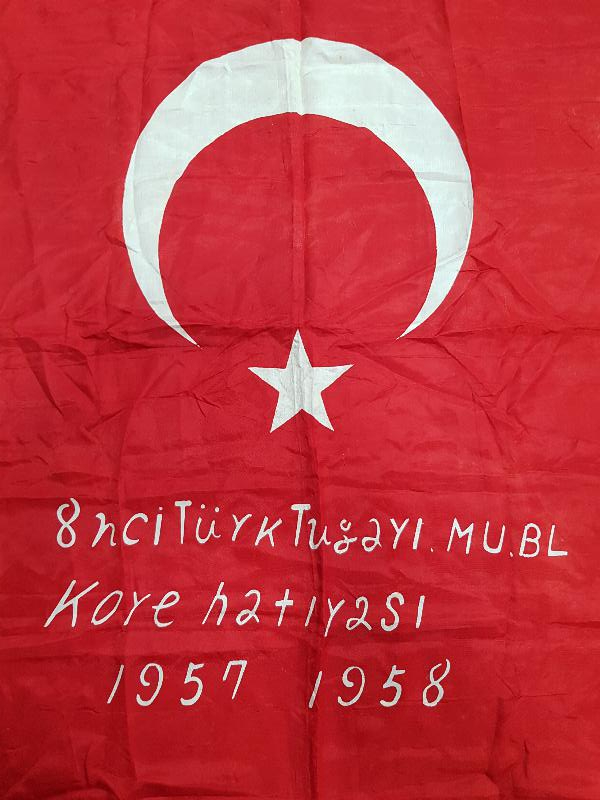 8nci Türk Tugayı. MU. BL
Kore hatıyası
1957 1958